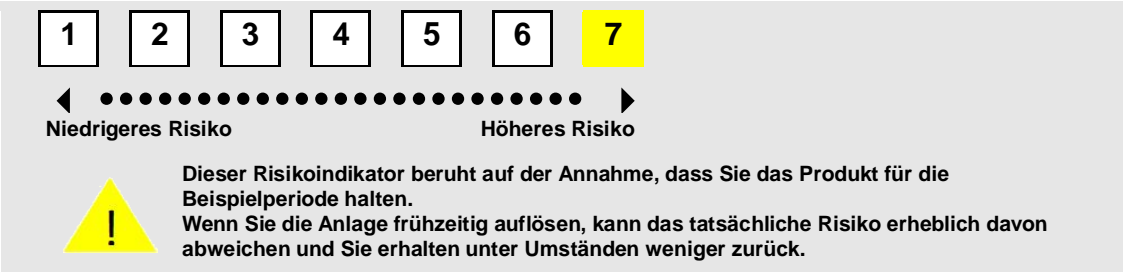 1 2 3 4 5 6 7
Niedrigeres Risiko Höheres Risiko
Dieser Risikoindikator beruht auf der Annahme, dass Sie das Produkt für die
Beispielperiode halten.
Wenn Sie die Anlage frühzeitig auflösen, kann das tatsächliche Risiko erheblich davon
abweichen und Sie erhalten unter Umständen weniger zurück.
!